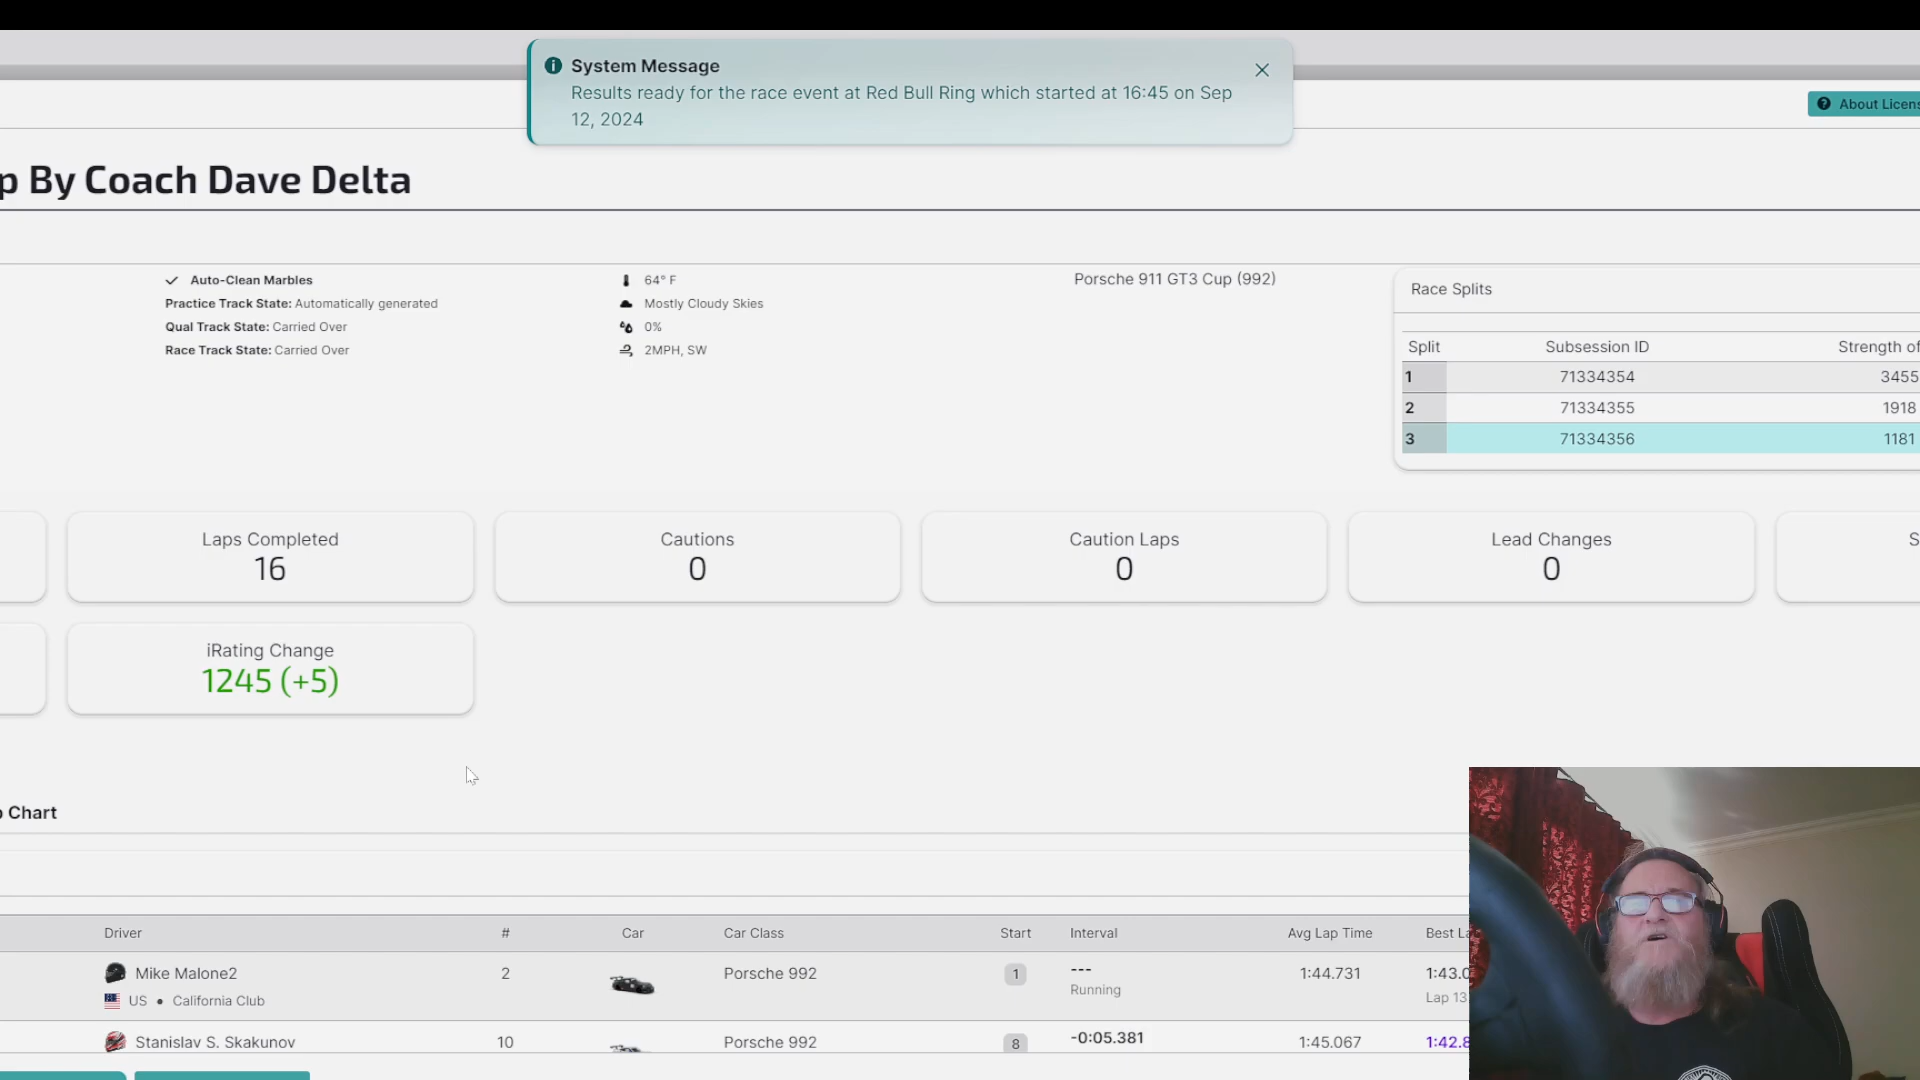 System Message
Results ready for the race event at Red Bull Ring which started at 16:45 on Sep
12, 2024
About Licens
p By Coach Dave Delta
Auto-Clean Marbles
Practice Track State: Automatically generated
Qual Track State: Carried Over
Race Track State: Carried Over
64° F
Mostly Cloudy Skies
0%
2MPH, SW
Porsche 911 GT3 Cup (992)
Race Splits
Split Subsession ID Strength of
1 71334354 3455
2 71334355 1918
3 71334356 1181
Laps Completed
16
Cautions
0
Caution Laps
0
Lead Changes
0
S
iRating Change
1245 (+5)
Chart
Driver # Car Car Class Start Interval Avg Lap Time Best La
Mike Malone2 2 Porsche 992 1 --- 1:44.731 1:43.0
US • California Club Running Lap 13
Stanislav S. Skakunov 10 Porsche 992 8 -0:05.381 1:45.067 1:42.8